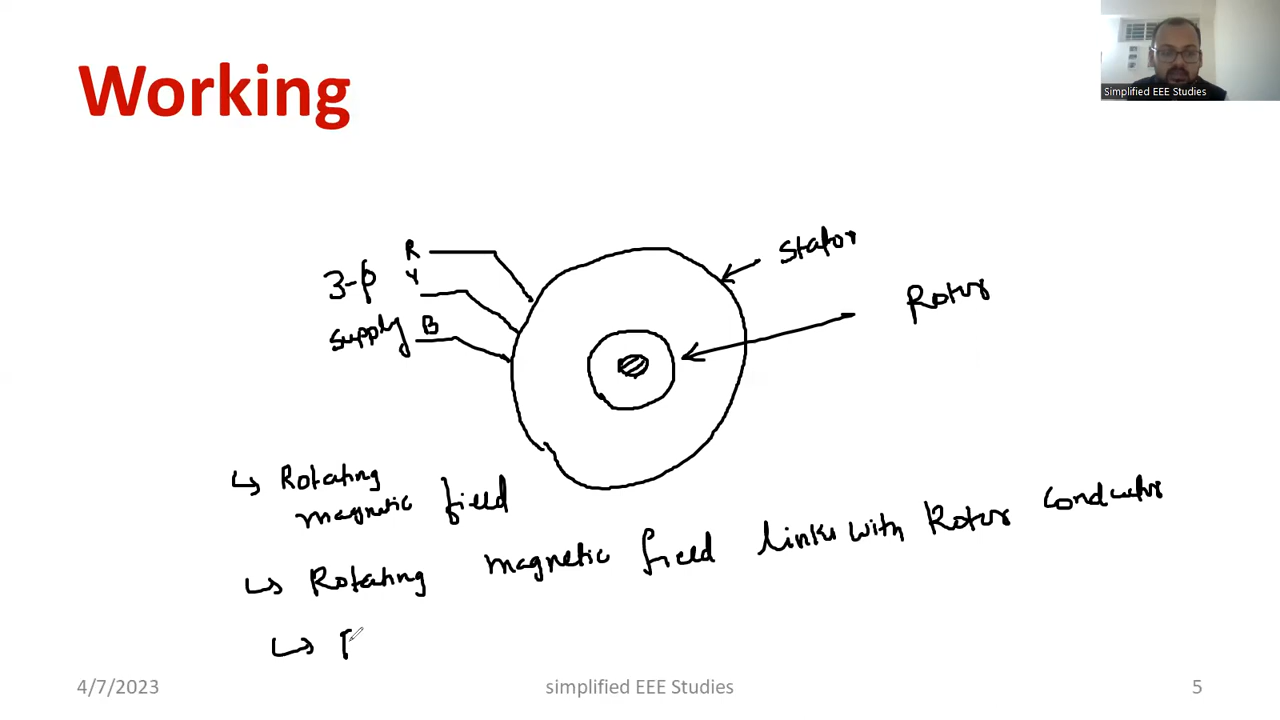 Working
Simplified EEE Studies
R
3-φ Y
supply B
Stator
Rotor
↳ Rotating
magnetic field
↳ Rotating magnetic field links with Rotor conductor
↳
4/7/2023
simplified EEE Studies
5